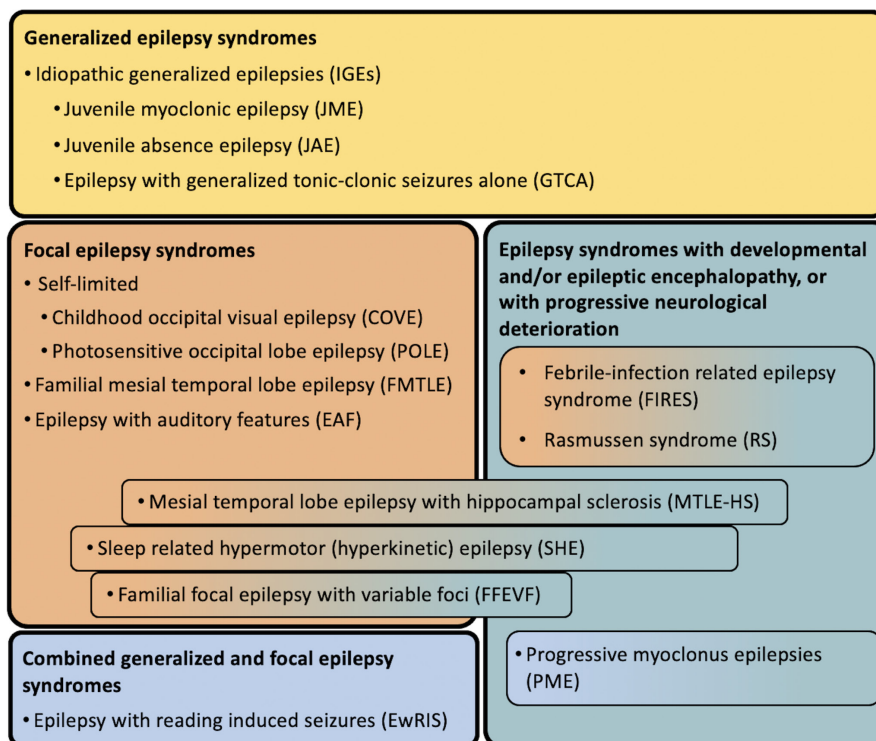 Generalized epilepsy syndromes
• Idiopathic generalized epilepsies (IGEs)
• Juvenile myoclonic epilepsy (JME)
• Juvenile absence epilepsy (JAE)
• Epilepsy with generalized tonic-clonic seizures alone (GTCA)
Focal epilepsy syndromes
• Self-limited
• Childhood occipital visual epilepsy (COVE)
• Photosensitive occipital lobe epilepsy (POLE)
• Familial mesial temporal lobe epilepsy (FMTLE)
• Epilepsy with auditory features (EAF)
Epilepsy syndromes with developmental
and/or epileptic encephalopathy, or
with progressive neurological
deterioration
• Febrile-infection related epilepsy
syndrome (FIRES)
• Rasmussen syndrome (RS)
• Mesial temporal lobe epilepsy with hippocampal sclerosis (MTLE-HS)
• Sleep related hypermotor (hyperkinetic) epilepsy (SHE)
• Familial focal epilepsy with variable foci (FFEVF)
Combined generalized and focal epilepsy
syndromes
• Epilepsy with reading induced seizures (EwRIS)
• Progressive myoclonus epilepsies
(PME)